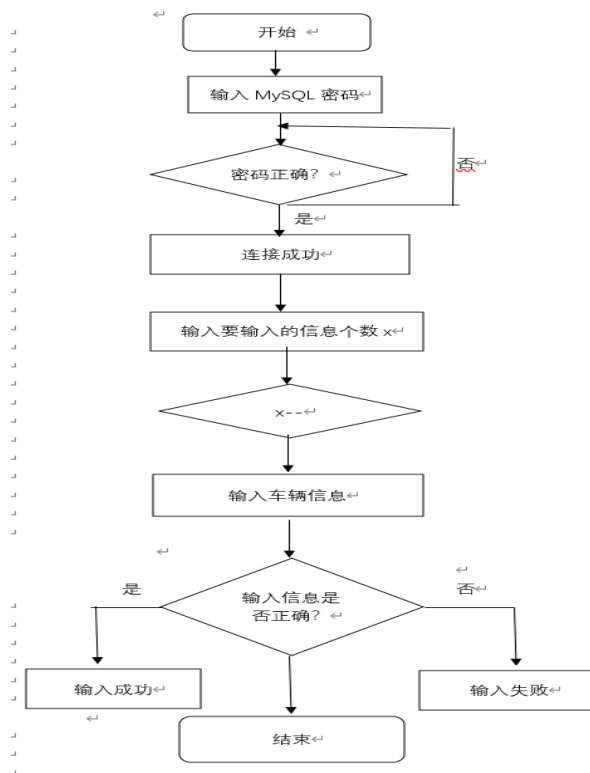 开始
输入 MySQL 密码
密码正确？
否
是
连接成功
输入要输入的信息个数 x
x--
输入车辆信息
是
输入信息是
否正确？
否
输入成功
输入失败
结束